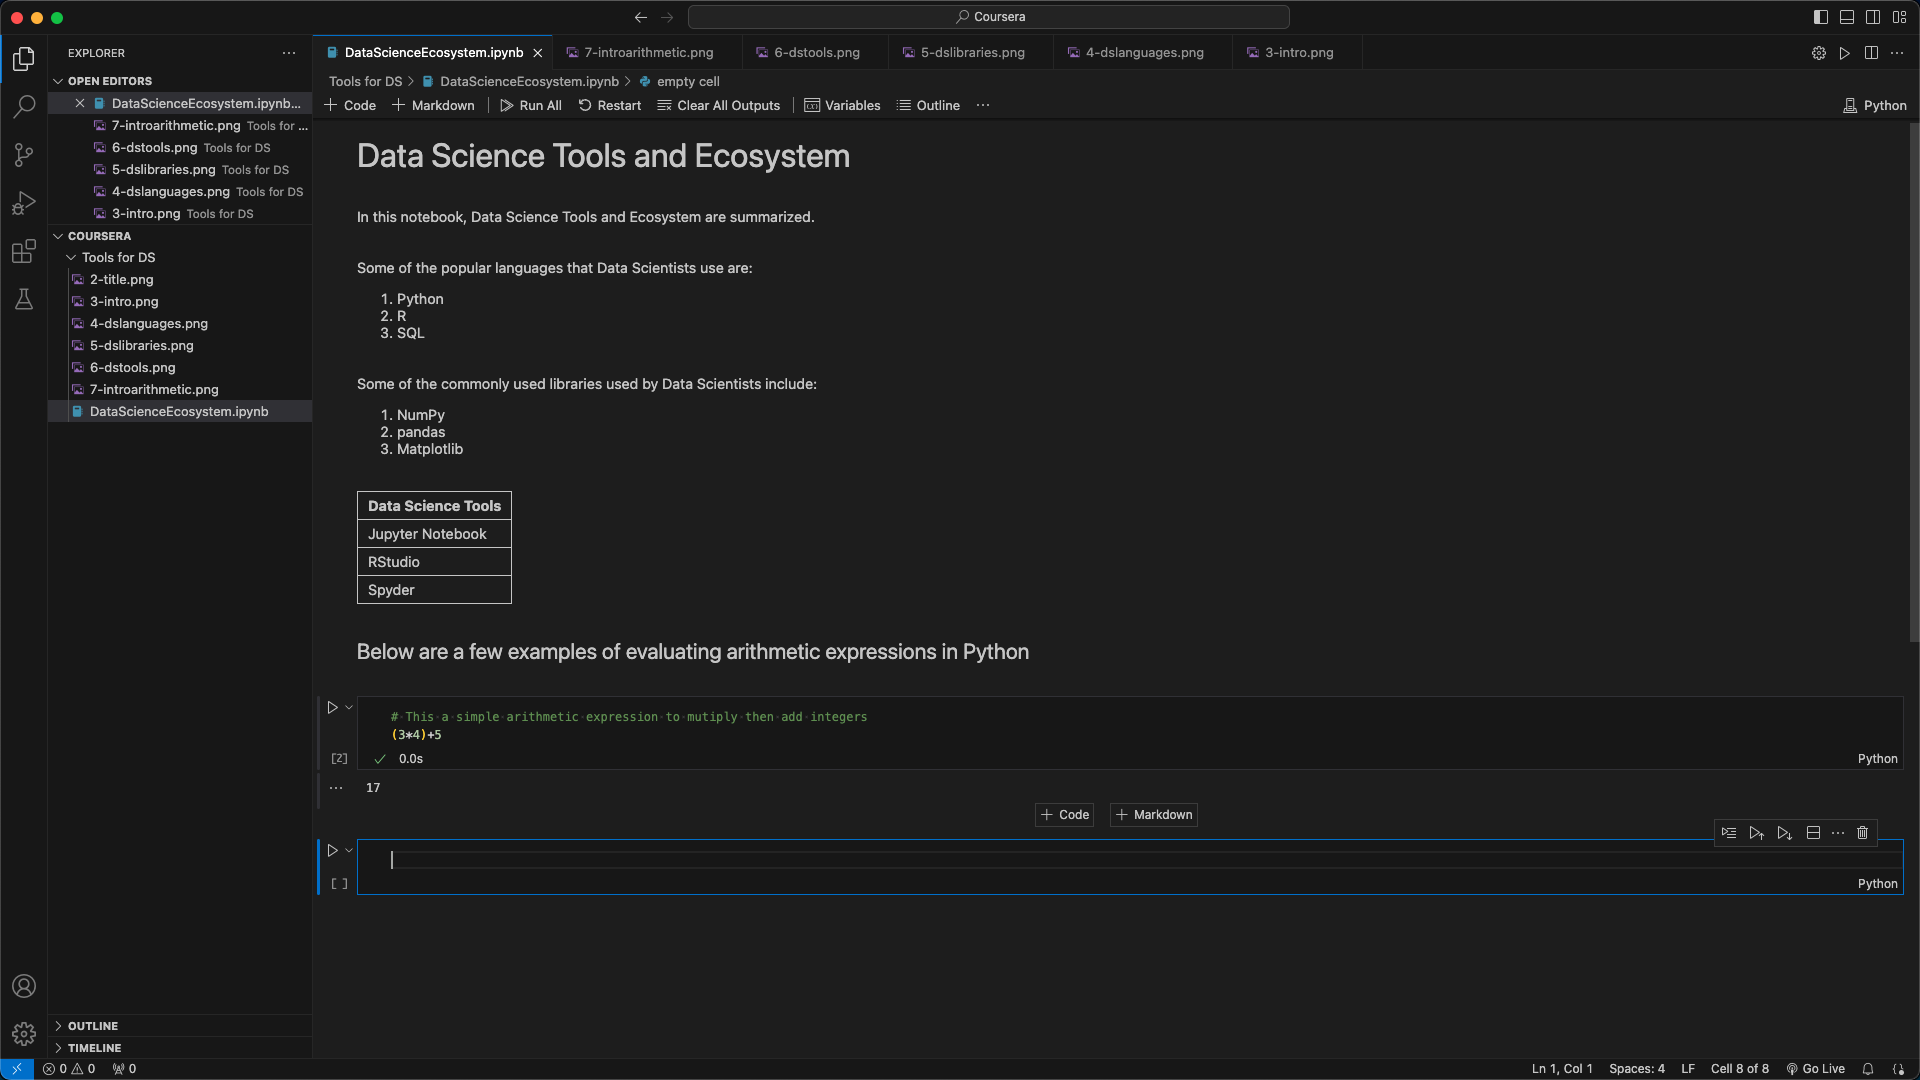 Coursera
EXPLORER
OPEN EDITORS
DataScienceEcosystem.ipynb...
7-introarithmetic.png Tools for ...
6-dstools.png Tools for DS
5-dslibraries.png Tools for DS
4-dslanguages.png Tools for DS
3-intro.png Tools for DS
COURSERA
Tools for DS
2-title.png
3-intro.png
4-dslanguages.png
5-dslibraries.png
6-dstools.png
7-introarithmetic.png
DataScienceEcosystem.ipynb
OUTLINE
TIMELINE
DataScienceEcosystem.ipynb 7-introarithmetic.png 6-dstools.png 5-dslibraries.png 4-dslanguages.png 3-intro.png
Tools for DS > DataScienceEcosystem.ipynb > empty cell
+ Code + Markdown Run All Restart Clear All Outputs Variables Outline ... Python
Data Science Tools and Ecosystem
In this notebook, Data Science Tools and Ecosystem are summarized.
Some of the popular languages that Data Scientists use are:
1. Python
2. R
3. SQL
Some of the commonly used libraries used by Data Scientists include:
1. NumPy
2. pandas
3. Matplotlib
Data Science Tools
Jupyter Notebook
RStudio
Spyder
Below are a few examples of evaluating arithmetic expressions in Python
# This a simple arithmetic expression to mutiply then add integers
(3*4)+5
[2] 0.0s Python
... 17
+ Code + Markdown
[ ] Python
0 0 0 Ln 1, Col 1 Spaces: 4 LF Cell 8 of 8 Go Live